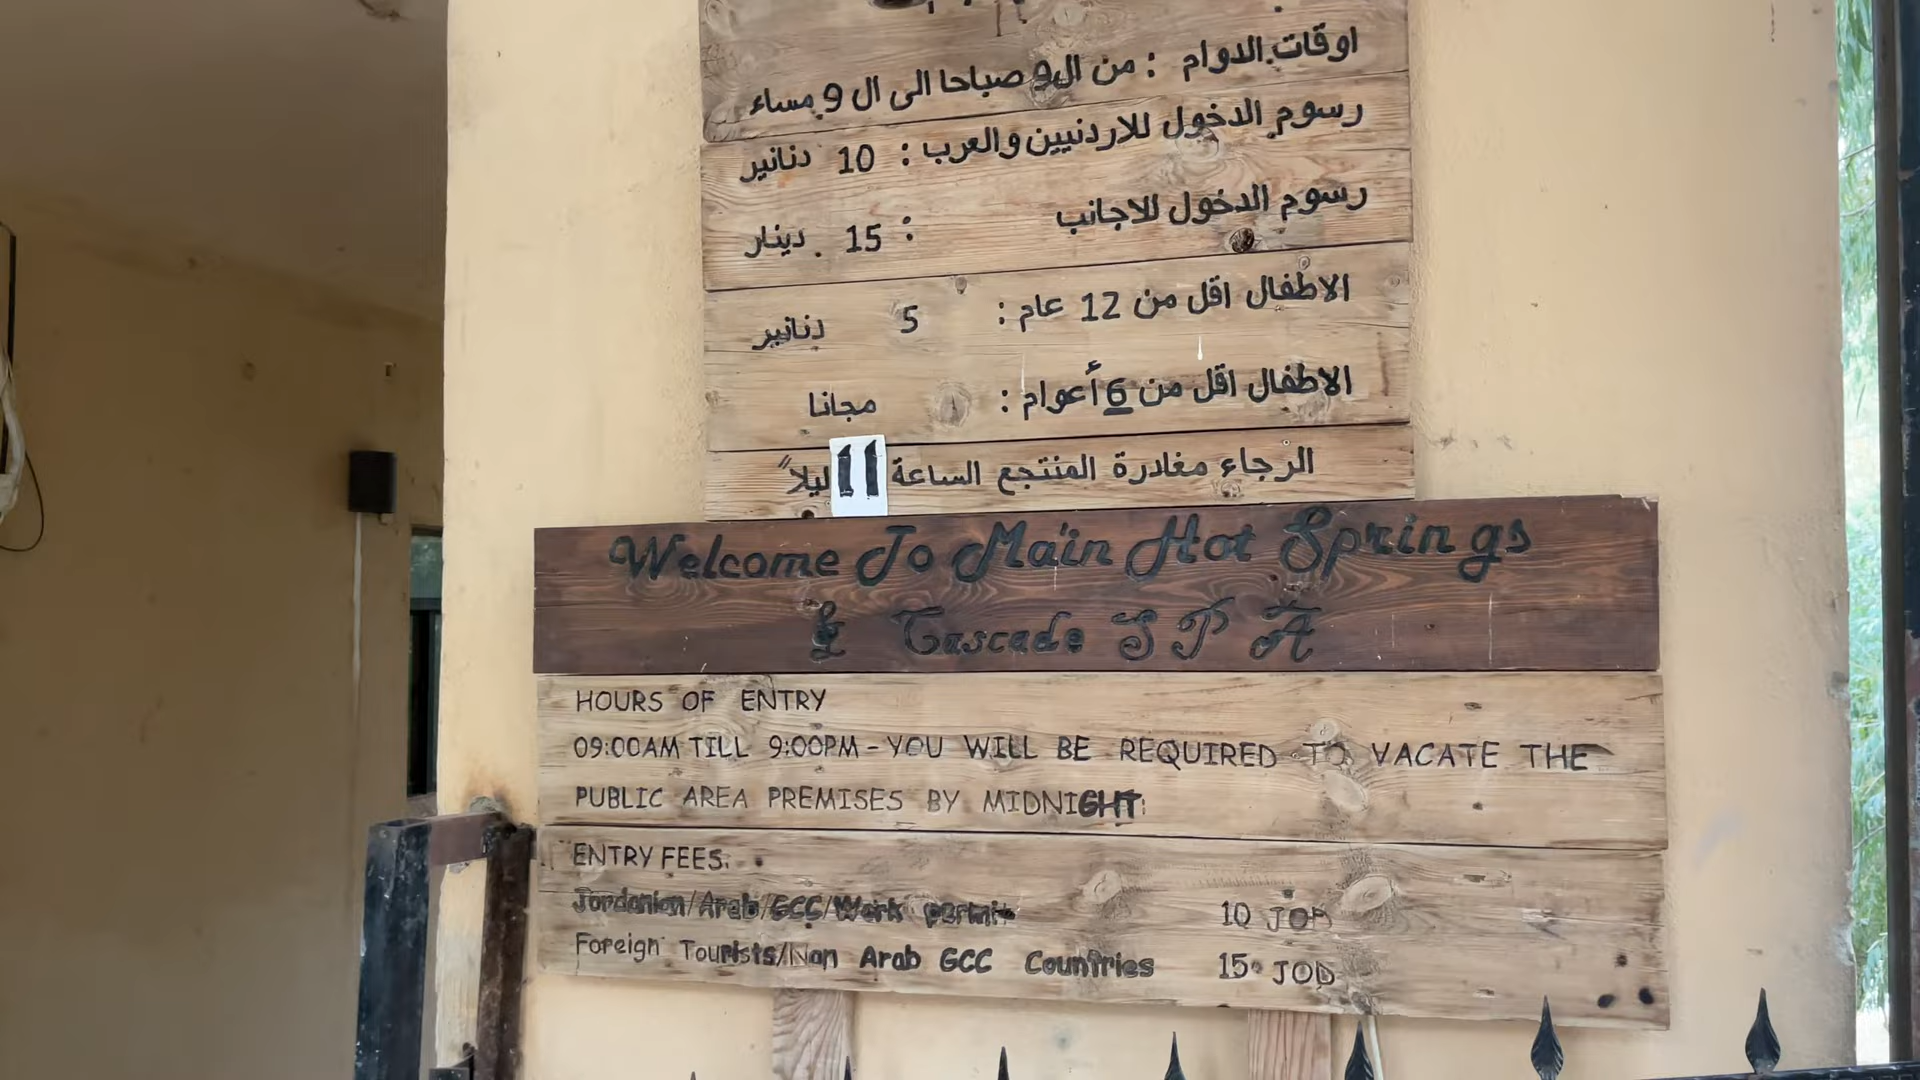 اوقات الدوام : من ال9 صباحا الى ال 9 مساء
رسوم الدخول للاردنيين والعرب : 10 دنانير
رسوم الدخول للاجانب : 15 دينار
الاطفال اقل من 12 عام : 5 دنانير
الاطفال اقل من 6 أعوام : مجانا
الرجاء مغادرة المنتجع الساعة 11 ليلاً
Welcome To Ma'in Hot Springs
& Cascade SPA
HOURS OF ENTRY
09:00AM TILL 9:00PM - YOU WILL BE REQUIRED TO VACATE THE
PUBLIC AREA PREMISES BY MIDNIGHT.
ENTRY FEES:
Jordanian/Arab/GCC/Work permit 10 JOD
Foreign Tourists/Non Arab GCC Countries 15 JOD